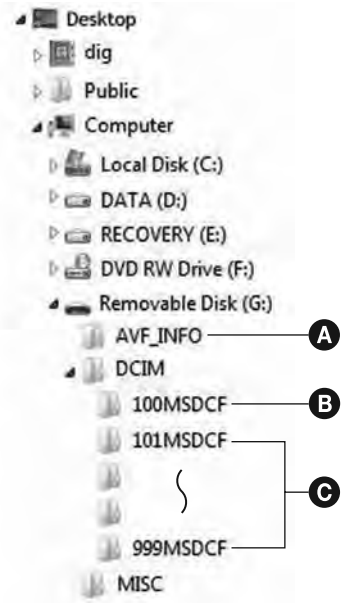 Desktop
dig
Public
Computer
Local Disk (C:)
DATA (D:)
RECOVERY (E:)
DVD RW Drive (F:)
Removable Disk (G:)
AVF_INFO A
DCIM
100MSDCF B
101MSDCF
C
999MSDCF
MISC